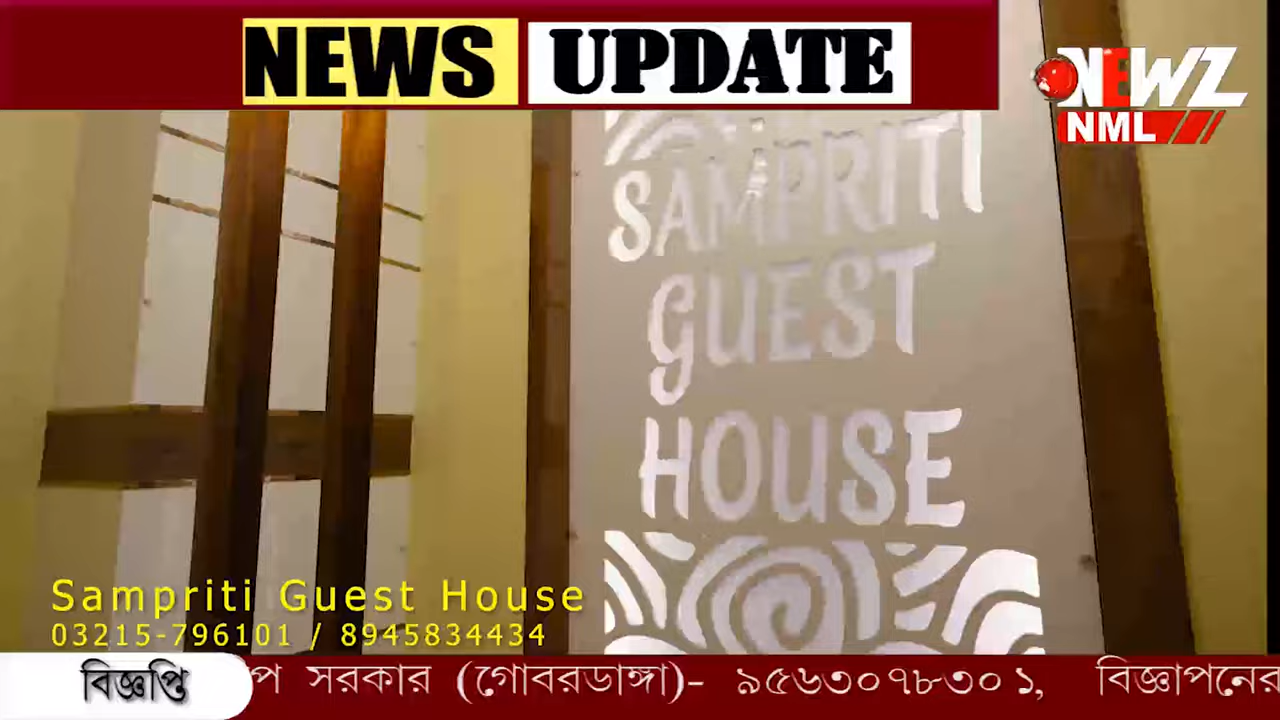 NEWS UPDATE
NEWZ
NML
SAMPRITI
GUEST
HOUSE
Sampriti Guest House
03215-796101 / 8945834434
বিজ্ঞপ্তি
সরকার (গোবরডাঙ্গা)- ৯৫৬৩০৭৮৩০১, বিজ্ঞাপনের